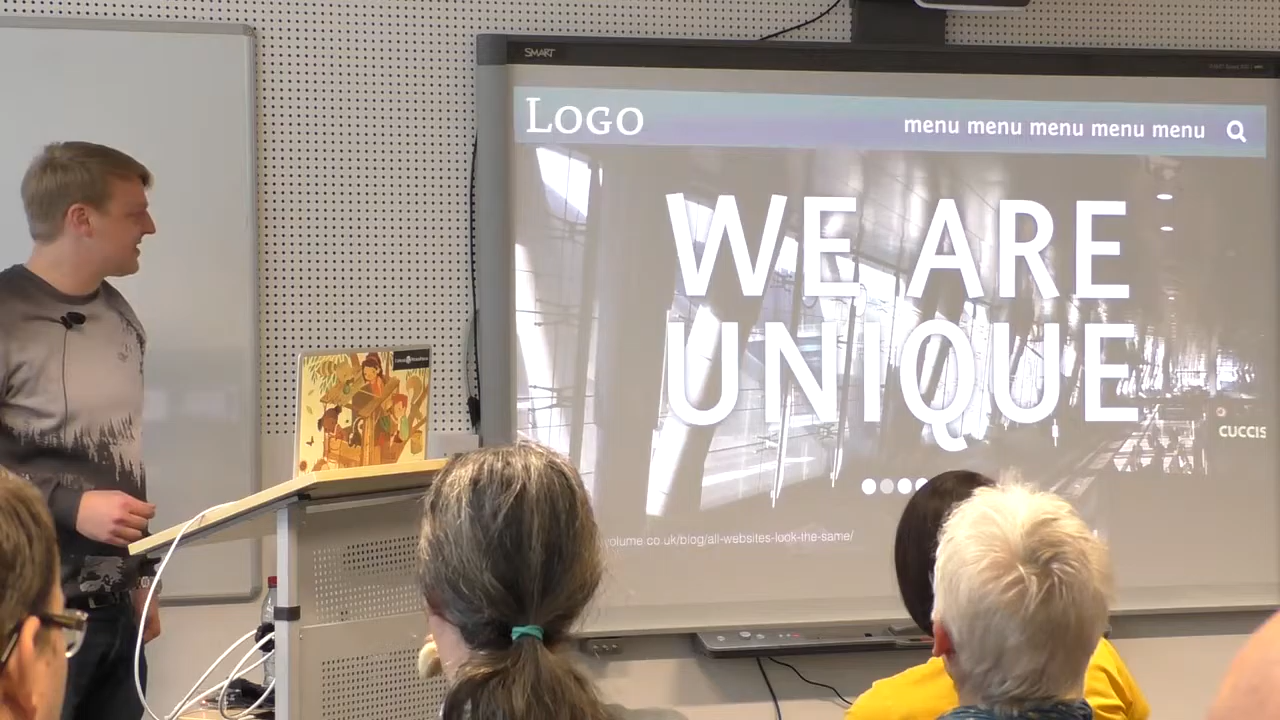 SMART
LOGO
menu menu menu menu menu
WE ARE
UNIQUE
CUCCIS
olume.co.uk/blog/all-websites-look-the-same/